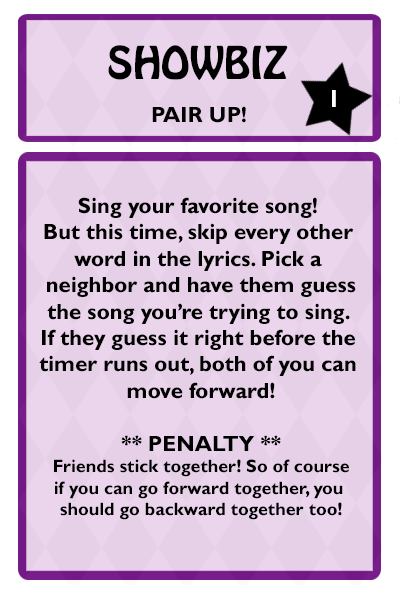 SHOWBIZ
PAIR UP!
1
Sing your favorite song!
But this time, skip every other
word in the lyrics. Pick a
neighbor and have them guess
the song you’re trying to sing.
If they guess it right before the
timer runs out, both of you can
move forward!
** PENALTY **
Friends stick together! So of course
if you can go forward together, you
should go backward together too!